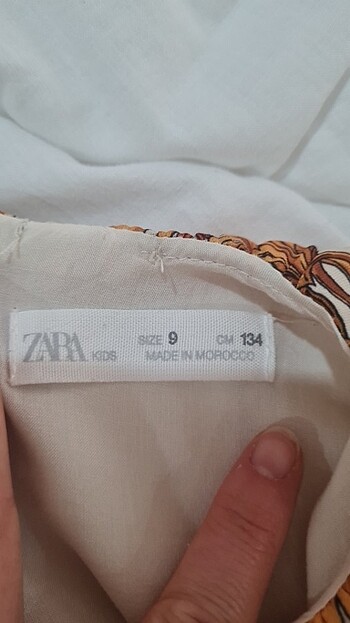 ZARA KIDS SIZE 9 CM 134
MADE IN MOROCCO